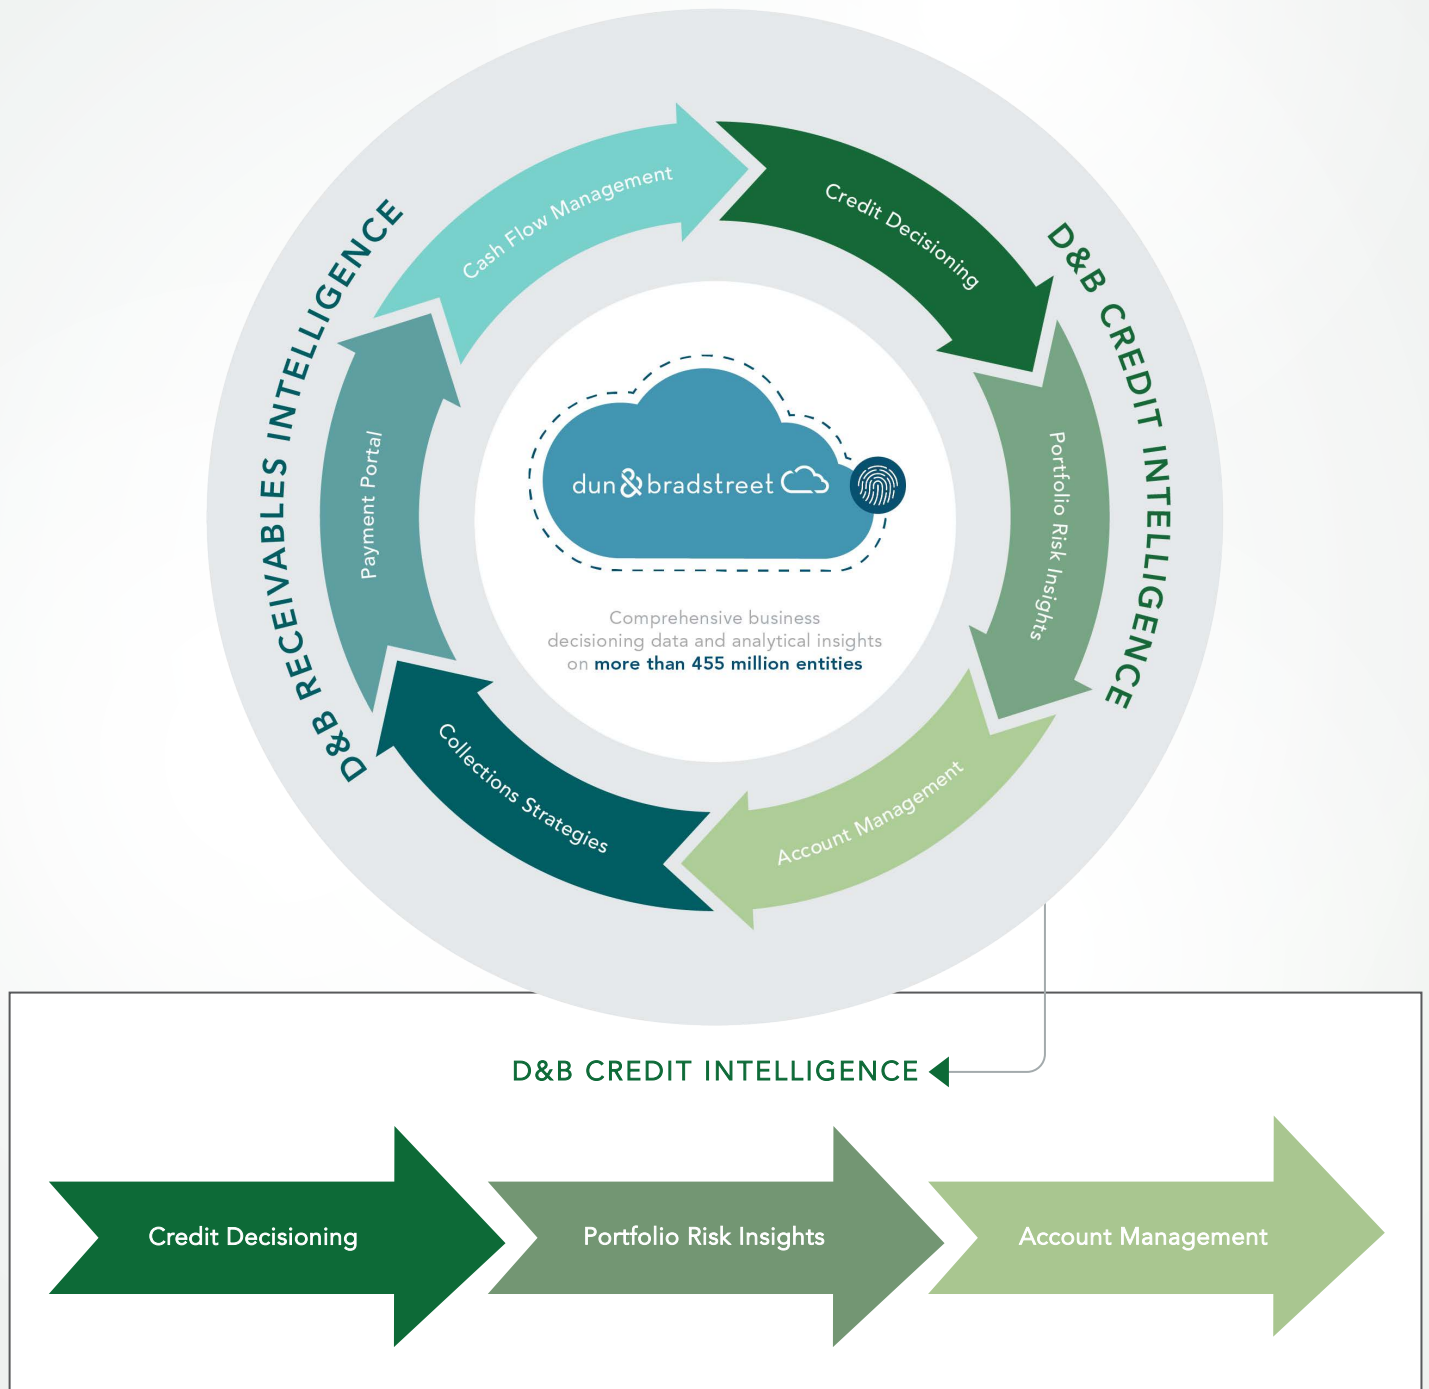 Cash Flow Management
Credit Decisioning
D&B RECEIVABLES INTELLIGENCE
D&B CREDIT INTELLIGENCE
Payment Portal
Portfolio Risk Insights
dun&bradstreet
Comprehensive business
decisioning data and analytical insights
on more than 455 million entities
Collections Strategies
Account Management
D&B CREDIT INTELLIGENCE
Credit Decisioning
Portfolio Risk Insights
Account Management